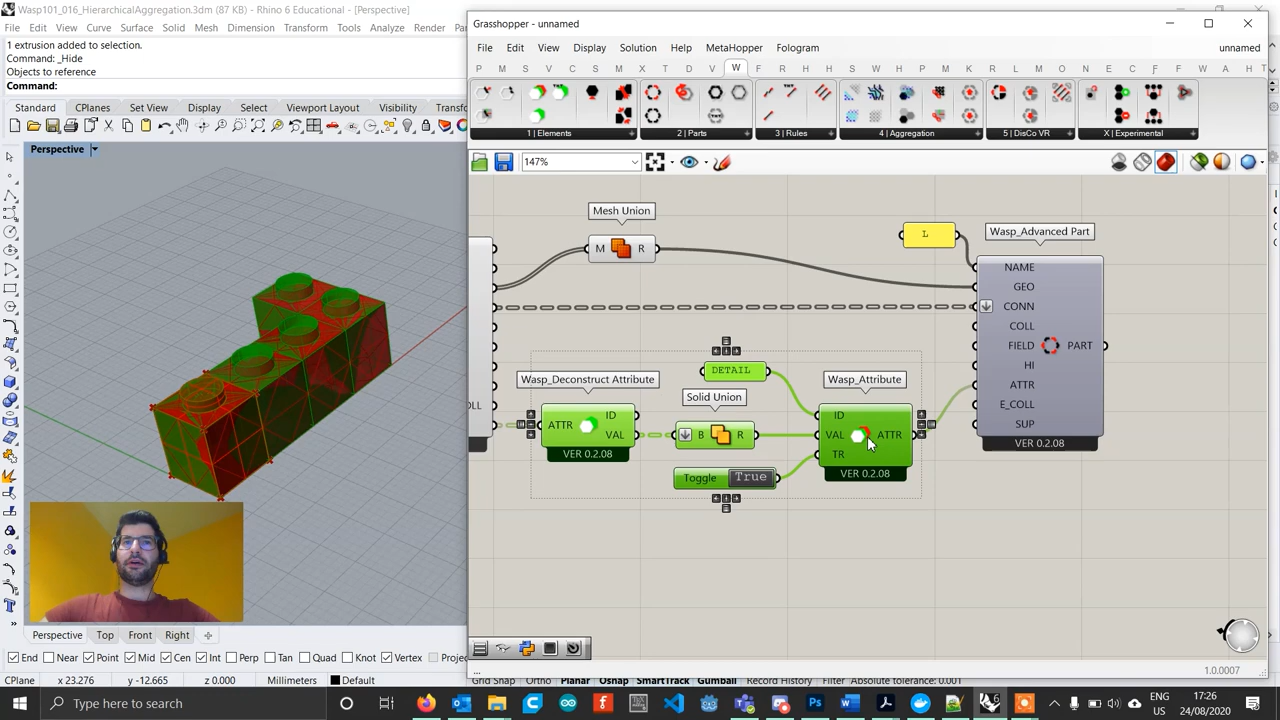 Wasp101_016_HierarchicalAggregation.3dm (87 KB) - Rhino 6 Educational - [Perspective]
File Edit View Curve Surface Solid Mesh Dimension Transform Tools Analyze Render
1 extrusion added to selection.
Command: _Hide
Objects to reference
Command:
Standard CPlanes Set View Display Select Viewport Layout Visibility Transf
Perspective
Grasshopper - unnamed
File Edit View Display Solution Help MetaHopper Fologram unnamed
P M S V C S M T D V W F R H H S W H P M K R L M X D E N E C F Y W A H
1 | Elements 2 | Parts 3 | Rules 4 | Aggregation 5 | DisCo VR X | Experimental
147%
Mesh Union
M R
L
Wasp_Advanced Part
NAME
GEO
CONN
COLL
FIELD PART
HI
ATTR
E_COLL
SUP
VER 0.2.08
DETAIL
Wasp_Deconstruct Attribute
ATTR ID VAL
VER 0.2.08
Solid Union
B R
Toggle True
Wasp_Attribute
ID
VAL ATTR
TR
VER 0.2.08
... 1.0.0007
Perspective Top Front Right
End Near Point Mid Cen Int Perp Tan Quad Knot Vertex Projec
CPlane x 23.276 y -12.665 z 0.000 Millimeters Default Grid Snap Ortho Planar Osnap SmartTrack Gumball Record History Filter Absolute tolerance: 0.001
Type here to search
ENG
US
17:26
24/08/2020